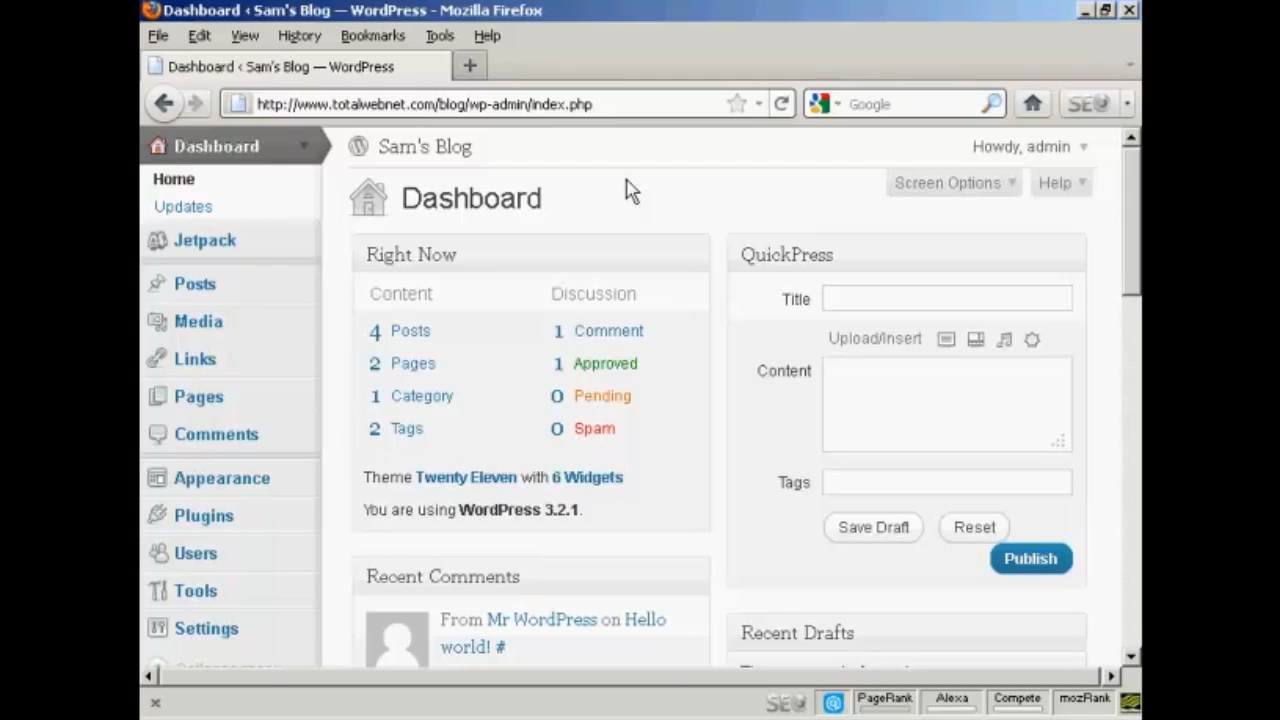 Dashboard ‹ Sam's Blog — WordPress - Mozilla Firefox
File Edit View History Bookmarks Tools Help
Dashboard ‹ Sam's Blog — WordPress
http://www.totalwebnet.com/blog/wp-admin/index.php
Google
SEO
Dashboard
Sam's Blog
Howdy, admin
Home
Updates
Dashboard
Screen Options
Help
Jetpack
Posts
Media
Links
Pages
Comments
Appearance
Plugins
Users
Tools
Settings
Right Now
Content Discussion
4 Posts 1 Comment
2 Pages 1 Approved
1 Category 0 Pending
2 Tags 0 Spam
Theme Twenty Eleven with 6 Widgets
You are using WordPress 3.2.1.
Recent Comments
From Mr WordPress on Hello
world! #
QuickPress
Title
Upload/Insert
Content
Tags
Save Draft Reset
Publish
Recent Drafts
SEO PageRank Alexa Compete mozRank